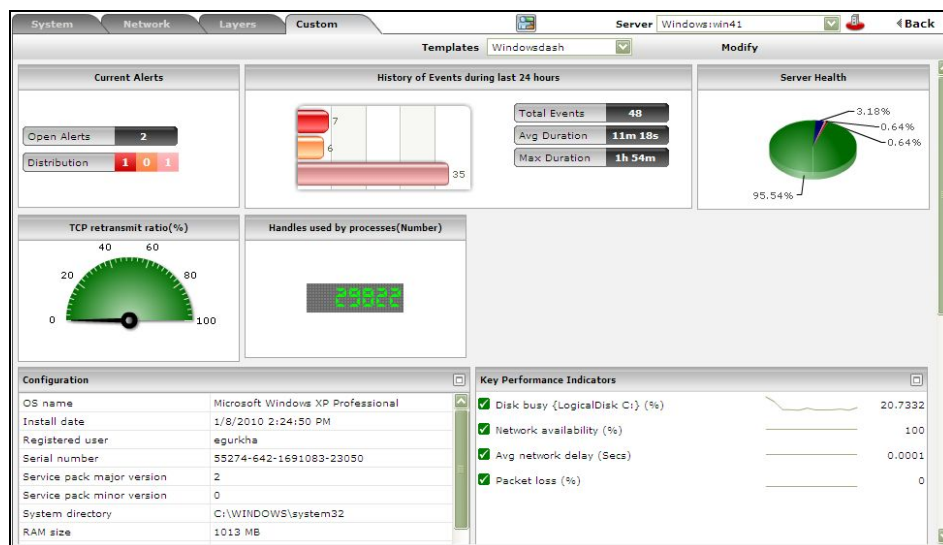 System Network Layers Custom Server Windows:win41 Back
Templates Windowsdash Modify
Current Alerts
Open Alerts 2
Distribution 1 0 1
History of Events during last 24 hours
7
6
35
Total Events 48
Avg Duration 11m 18s
Max Duration 1h 54m
Server Health
3.18%
0.64%
0.64%
95.54%
TCP retransmit ratio(%)
40 60
20 80
0 100
Handles used by processes(Number)
29822
Configuration
OS name Microsoft Windows XP Professional
Install date 1/8/2010 2:24:50 PM
Registered user egurkha
Serial number 55274-642-1691083-23050
Service pack major version 2
Service pack minor version 0
System directory C:\WINDOWS\system32
RAM size 1013 MB
Key Performance Indicators
Disk busy {LogicalDisk C:} (%) 20.7332
Network availability (%) 100
Avg network delay (Secs) 0.0001
Packet loss (%) 0